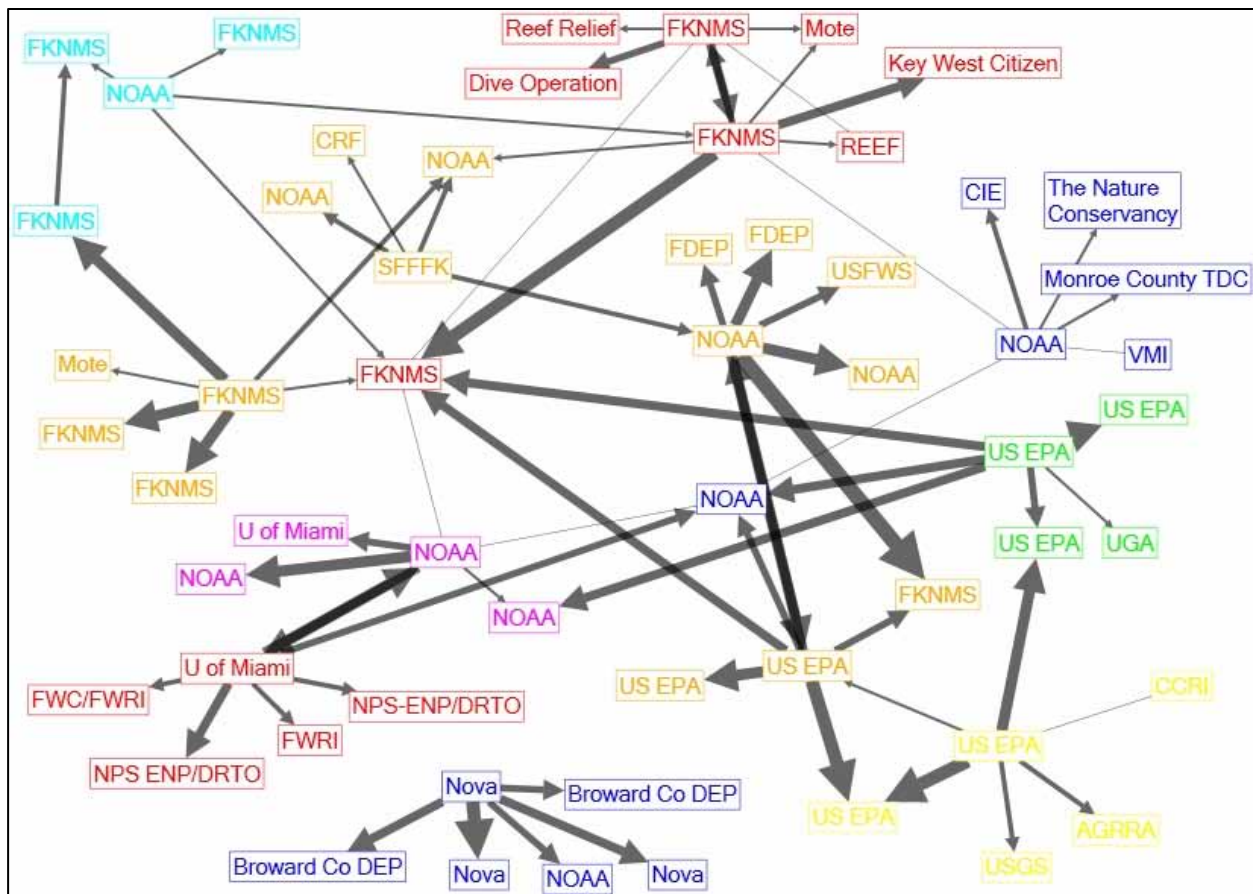 Reef Relief
FKNMS
Mote
FKNMS
FKNMS
Key West Citizen
Dive Operation
NOAA
FKNMS
REEF
CRF
NOAA
NOAA
CIE
The Nature
Conservancy
FKNMS
FDEP
FDEP
SFFFK
USFWS
Monroe County TDC
NOAA
NOAA
VMI
Mote
FKNMS
NOAA
FKNMS
US EPA
FKNMS
US EPA
FKNMS
NOAA
U of Miami
NOAA
US EPA
UGA
NOAA
FKNMS
NOAA
U of Miami
US EPA
US EPA
CCRI
FWC/FWRI
NPS-ENP/DRTO
FWRI
US EPA
NPS ENP/DRTO
Nova
Broward Co DEP
US EPA
AGRRA
Broward Co DEP
Nova
NOAA
Nova
USGS